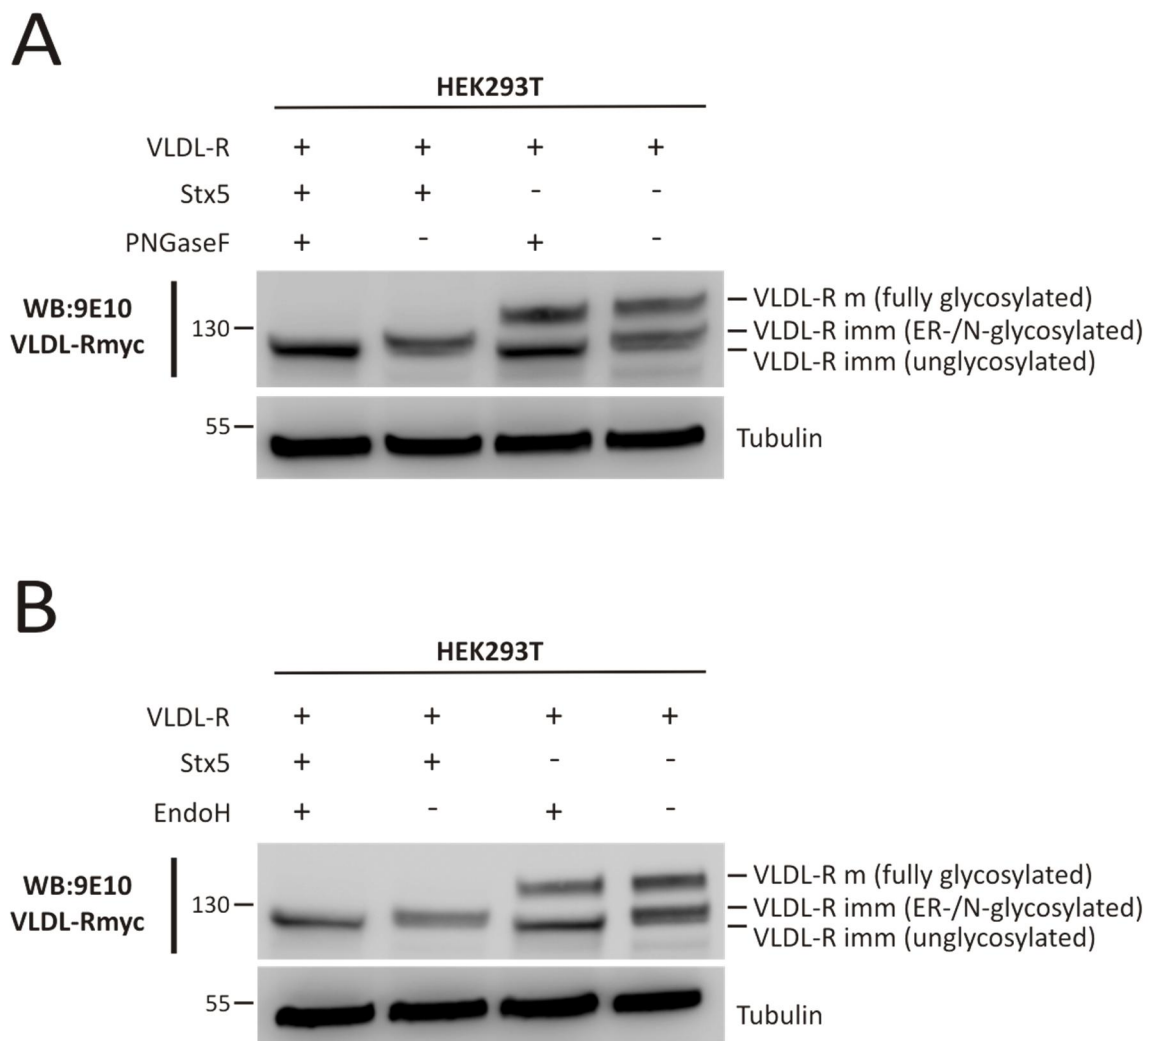 A
HEK293T
VLDL-R + + + +
Stx5 + + - -
PNGaseF + - + -
WB:9E10
VLDL-Rmyc
130
VLDL-R m (fully glycosylated)
VLDL-R imm (ER-/N-glycosylated)
VLDL-R imm (unglycosylated)
55
Tubulin
B
HEK293T
VLDL-R + + + +
Stx5 + + - -
EndoH + - + -
WB:9E10
VLDL-Rmyc
130
VLDL-R m (fully glycosylated)
VLDL-R imm (ER-/N-glycosylated)
VLDL-R imm (unglycosylated)
55
Tubulin